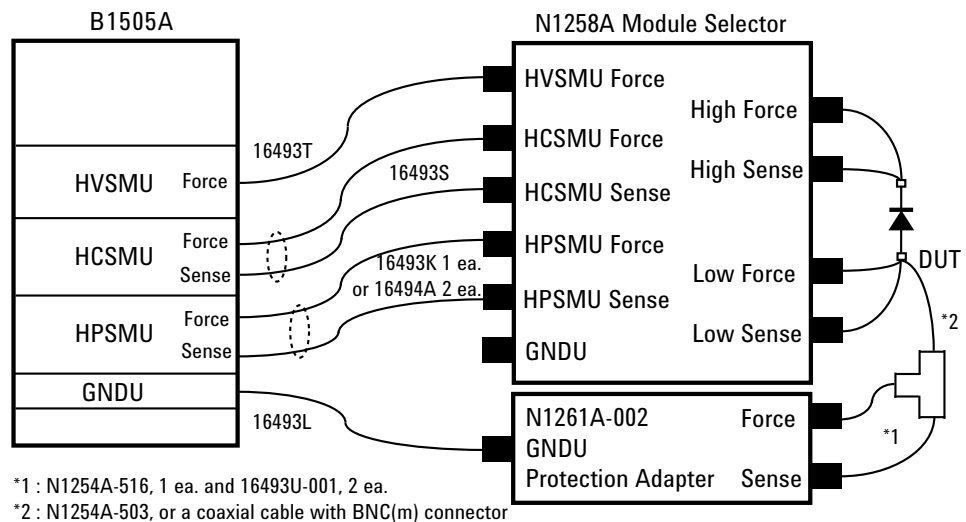 B1505A
N1258A Module Selector
HVSMU Force
16493T
HVSMU Force
HCSMU
Force
Sense
16493S
HCSMU Force
HCSMU Sense
HPSMU
Force
Sense
16493K 1 ea.
or 16494A 2 ea.
HPSMU Force
HPSMU Sense
GNDU
High Force
High Sense
Low Force
Low Sense
DUT
*2
GNDU
16493L
N1261A-002
GNDU
Protection Adapter
Force
Sense
*1
*1 : N1254A-516, 1 ea. and 16493U-001, 2 ea.
*2 : N1254A-503, or a coaxial cable with BNC(m) connector